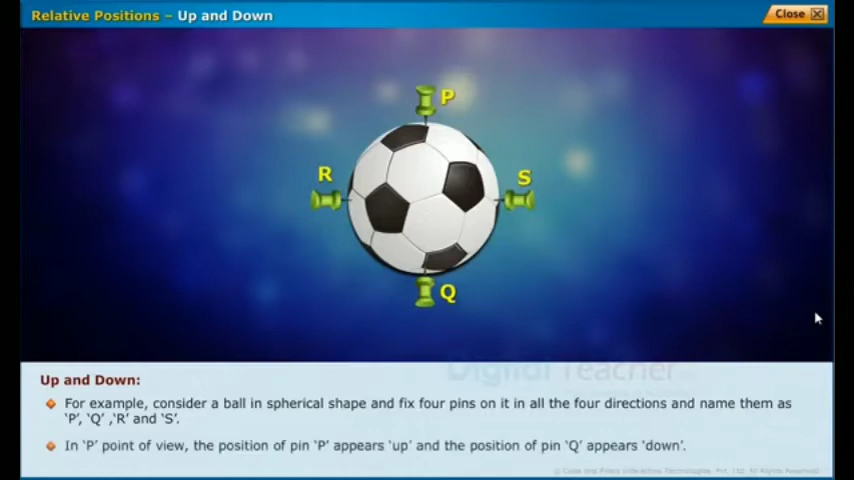 Relative Positions – Up and Down
Close
P
R
S
Q
Digital Teacher
Up and Down:
For example, consider a ball in spherical shape and fix four pins on it in all the four directions and name them as
‘P’, ‘Q’ ,‘R’ and ‘S’.
In ‘P’ point of view, the position of pin ‘P’ appears ‘up’ and the position of pin ‘Q’ appears ‘down’.